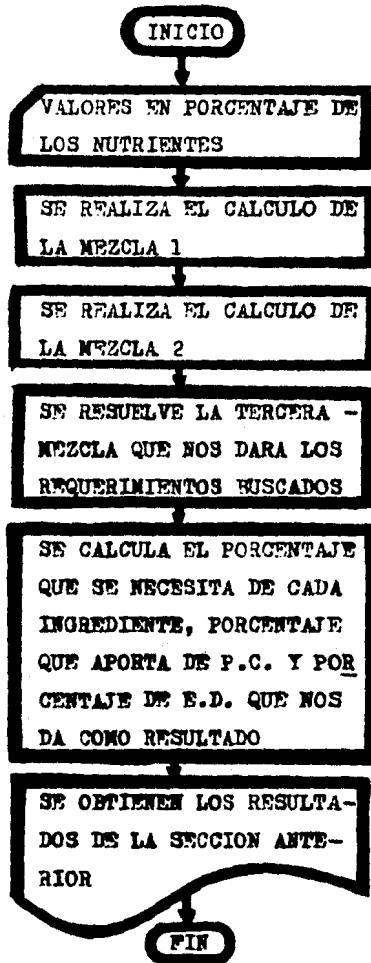 INICIO
VALORES EN PORCENTAJE DE
LOS NUTRIENTES
SE REALIZA EL CALCULO DE
LA MEZCLA 1
SE REALIZA EL CALCULO DE
LA MEZCLA 2
SE RESUELVE LA TERCERA -
MEZCLA QUE NOS DARA LOS
REQUERIMIENTOS BUSCADOS
SE CALCULA EL PORCENTAJE
QUE SE NECESITA DE CADA
INGREDIENTE, PORCENTAJE
QUE APORTA DE P.C. Y POR
CENTAJE DE E.D. QUE NOS
DA COMO RESULTADO
SE OBTIENEN LOS RESULTA-
DOS DE LA SECCION ANTE-
RIOR
FIN